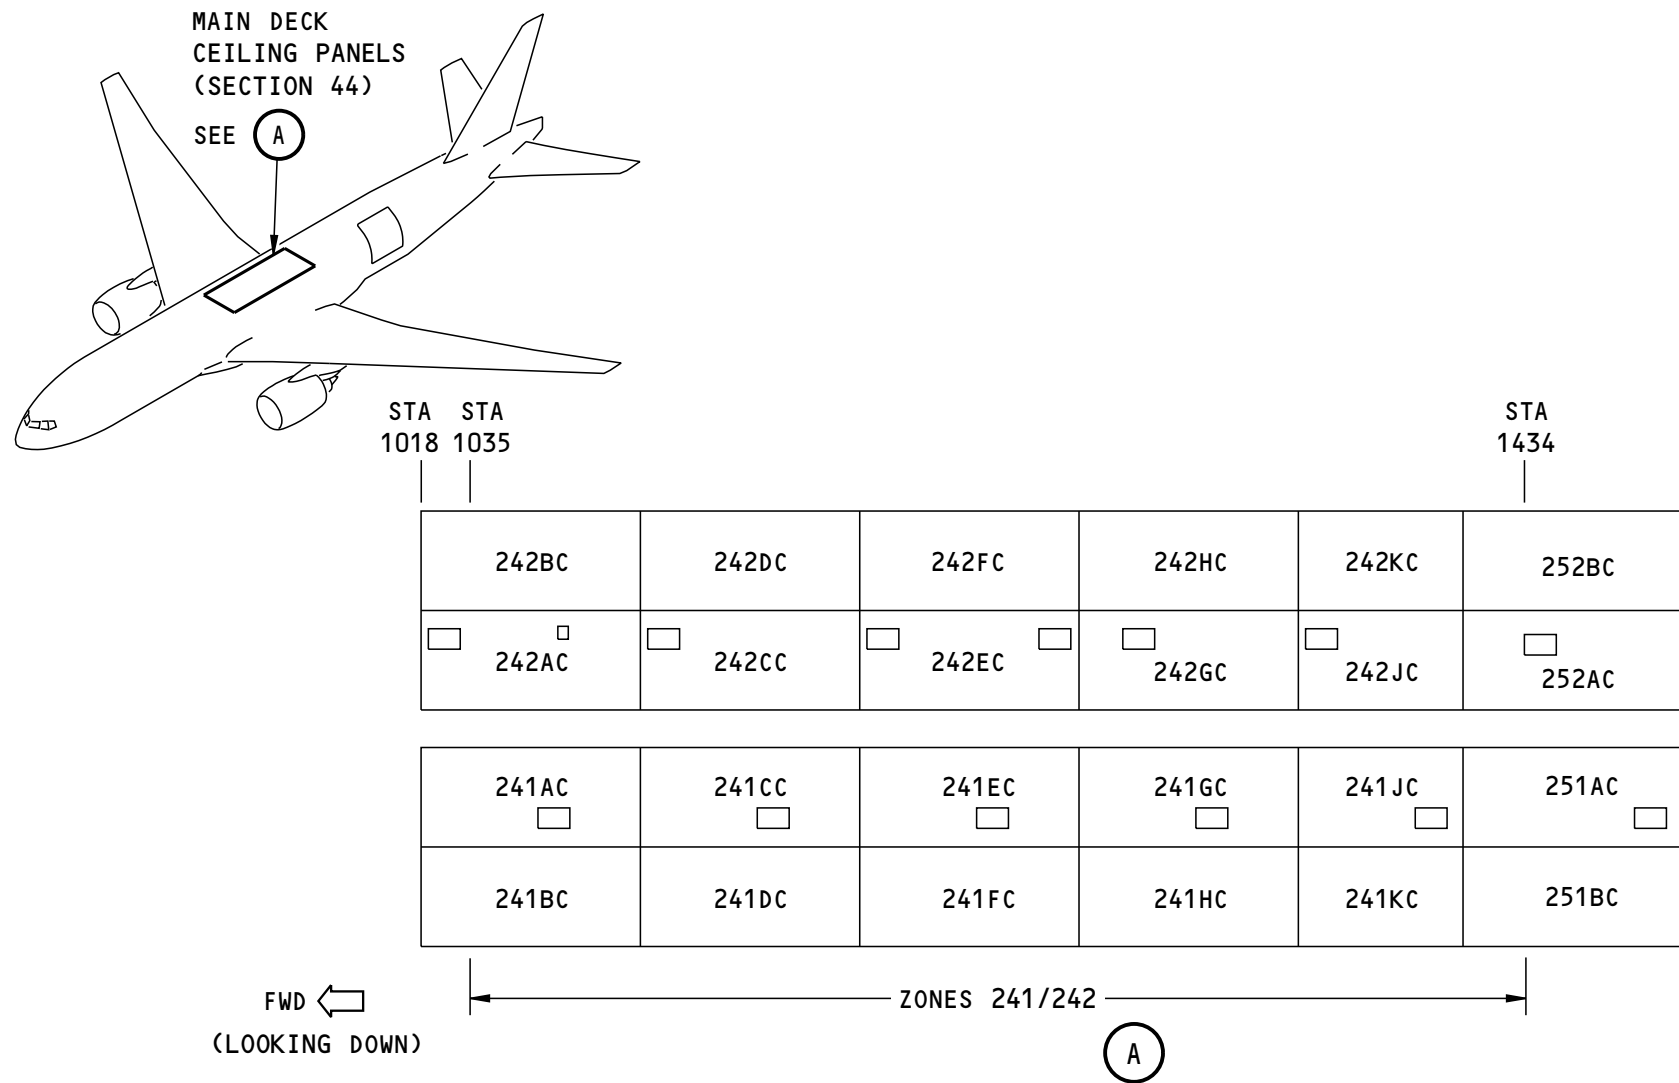 MAIN DECK
CEILING PANELS
(SECTION 44)
SEE A
STA STA STA
1018 1035 1434
242BC 242DC 242FC 242HC 242KC 252BC
242AC 242CC 242EC 242GC 242JC 252AC
241AC 241CC 241EC 241GC 241JC 251AC
241BC 241DC 241FC 241HC 241KC 251BC
FWD ZONES 241/242
(LOOKING DOWN) A